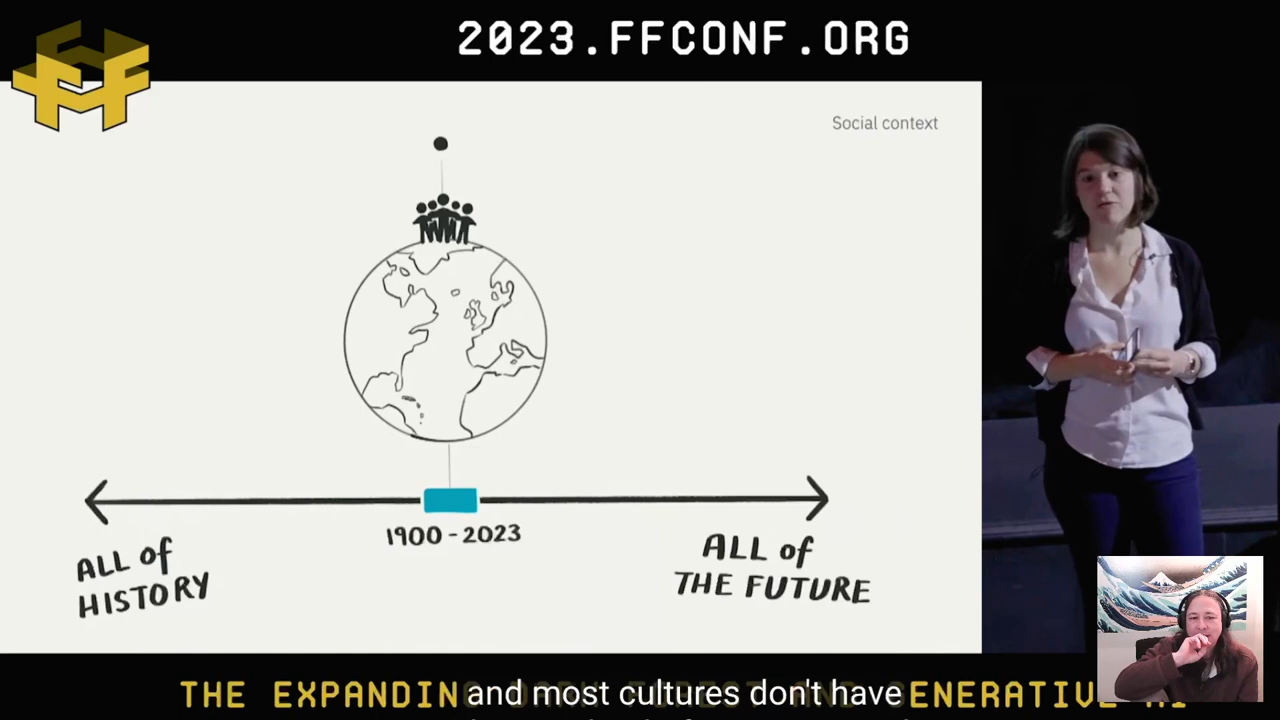 2023.FFCONF.ORG
Social context
1900 - 2023
ALL of
HISTORY
ALL of
THE FUTURE
THE EXPANDIN
and most cultures don't have